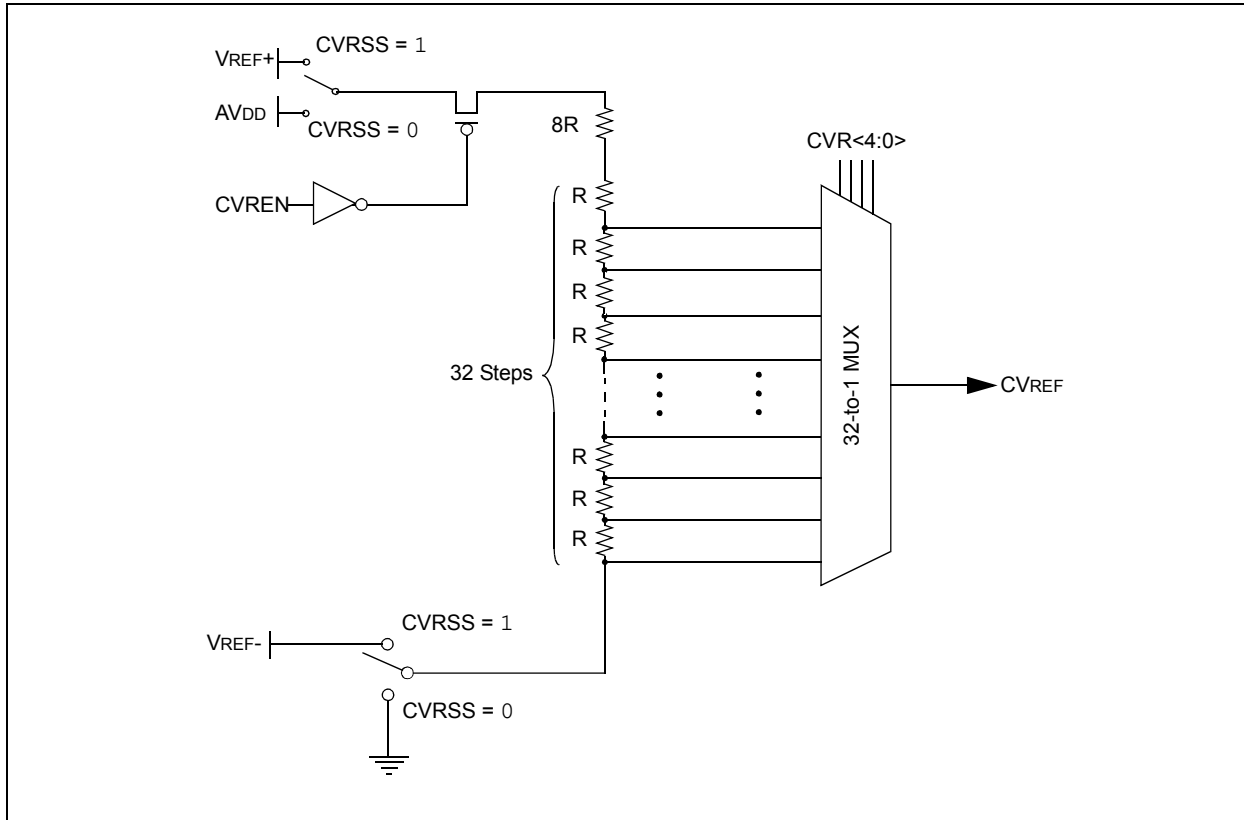 CVRSS = 1
VREF+
AVDD
CVRSS = 0
8R
CVR<4:0>
CVREN
R
R
R
R
32 Steps
32-to-1 MUX
CVREF
R
R
R
CVRSS = 1
VREF-
CVRSS = 0